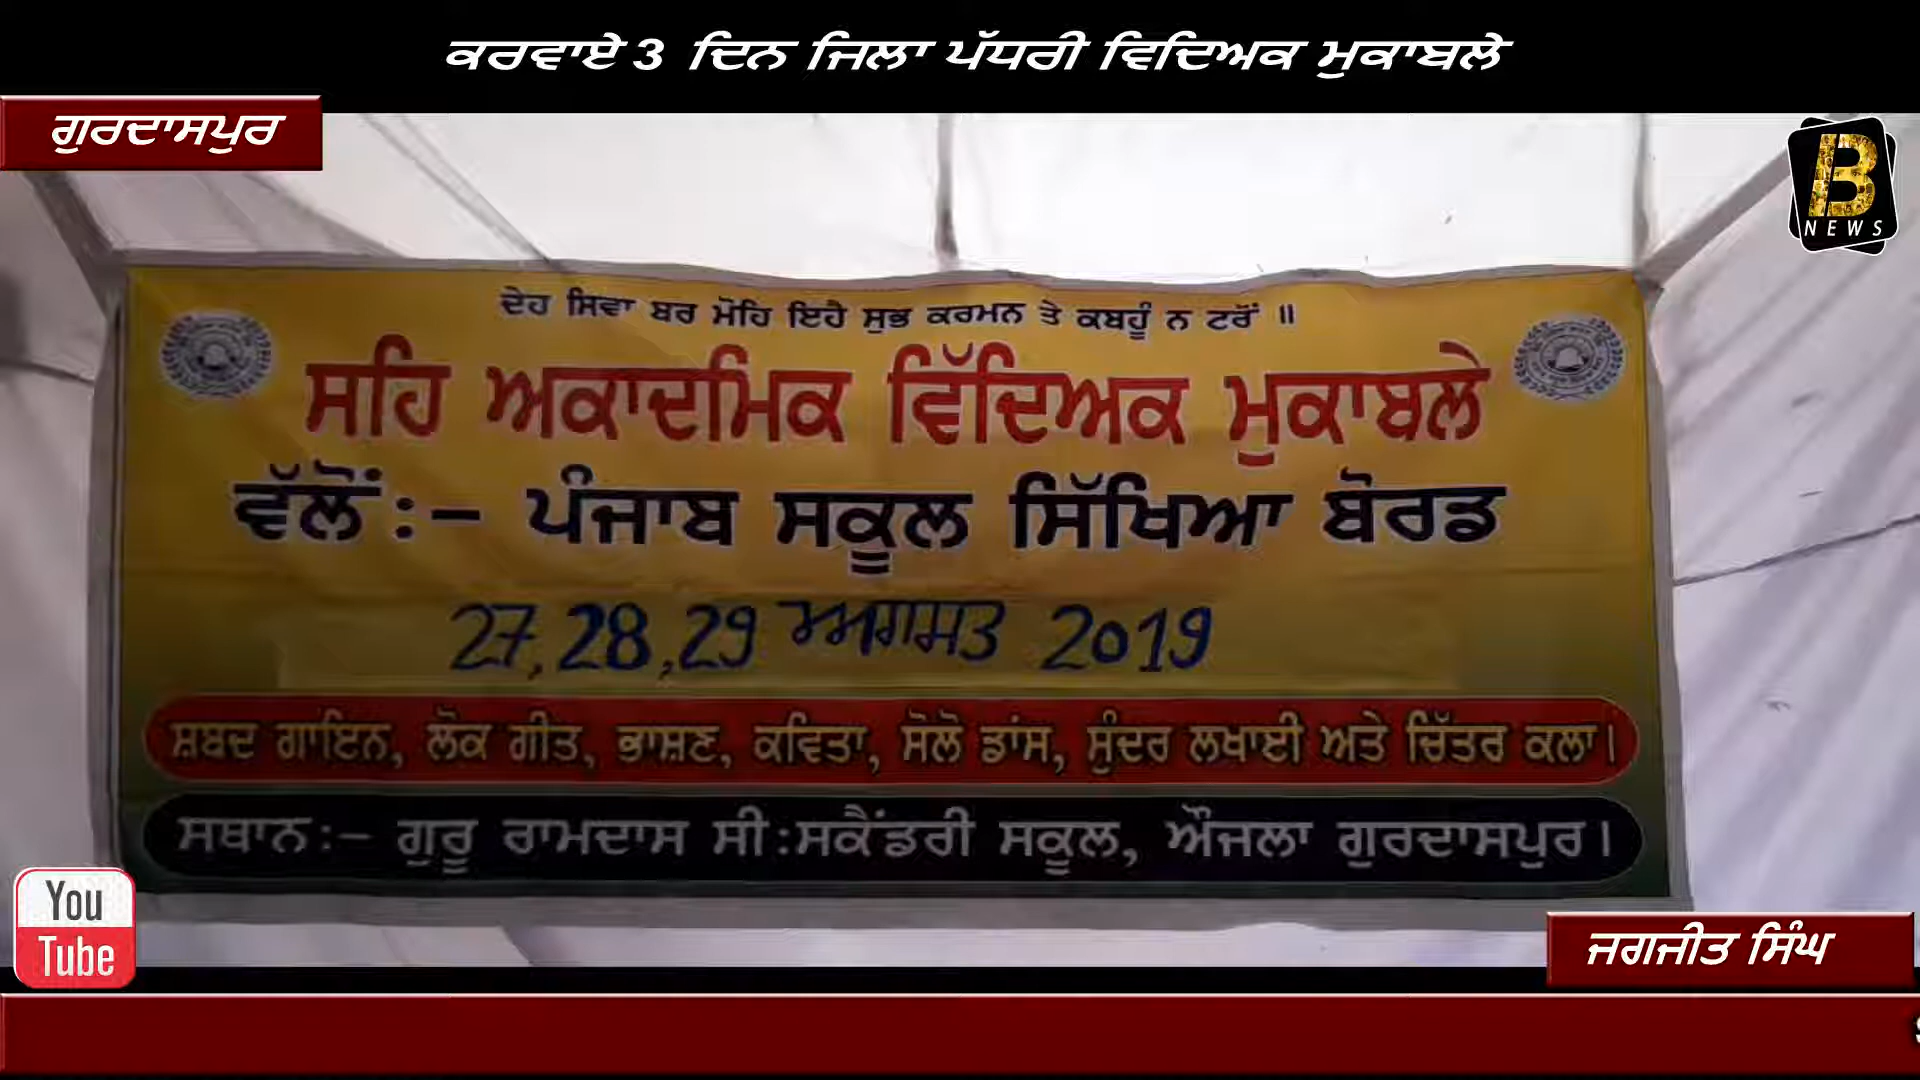 ਕਰਵਾਏ 3 ਦਿਨ ਜਿਲਾ ਪੱਧਰੀ ਵਿਦਿਅਕ ਮੁਕਾਬਲੇ
ਗੁਰਦਾਸਪੁਰ
B
NEWS
ਦੇਹ ਸਿਵਾ ਬਰ ਮੋਹਿ ਇਹੈ ਸੁਭ ਕਰਮਨ ਤੇ ਕਬਹੂੰ ਨ ਟਰੋਂ ॥
ਸਹਿ ਅਕਾਦਮਿਕ ਵਿੱਦਿਅਕ ਮੁਕਾਬਲੇ
ਵੱਲੋਂ :- ਪੰਜਾਬ ਸਕੂਲ ਸਿੱਖਿਆ ਬੋਰਡ
27, 28, 29 ਅਗਸਤ 2019
ਸ਼ਬਦ ਗਾਇਨ, ਲੋਕ ਗੀਤ, ਭਾਸ਼ਣ, ਕਵਿਤਾ, ਸੋਲੋ ਡਾਂਸ, ਸੁੰਦਰ ਲਖਾਈ ਅਤੇ ਚਿੱਤਰ ਕਲਾ।
ਸਥਾਨ:- ਗੁਰੂ ਰਾਮਦਾਸ ਸੀ:ਸਕੈਂਡਰੀ ਸਕੂਲ, ਔਜਲਾ ਗੁਰਦਾਸਪੁਰ।
You
Tube
ਜਗਜੀਤ ਸਿੰਘ